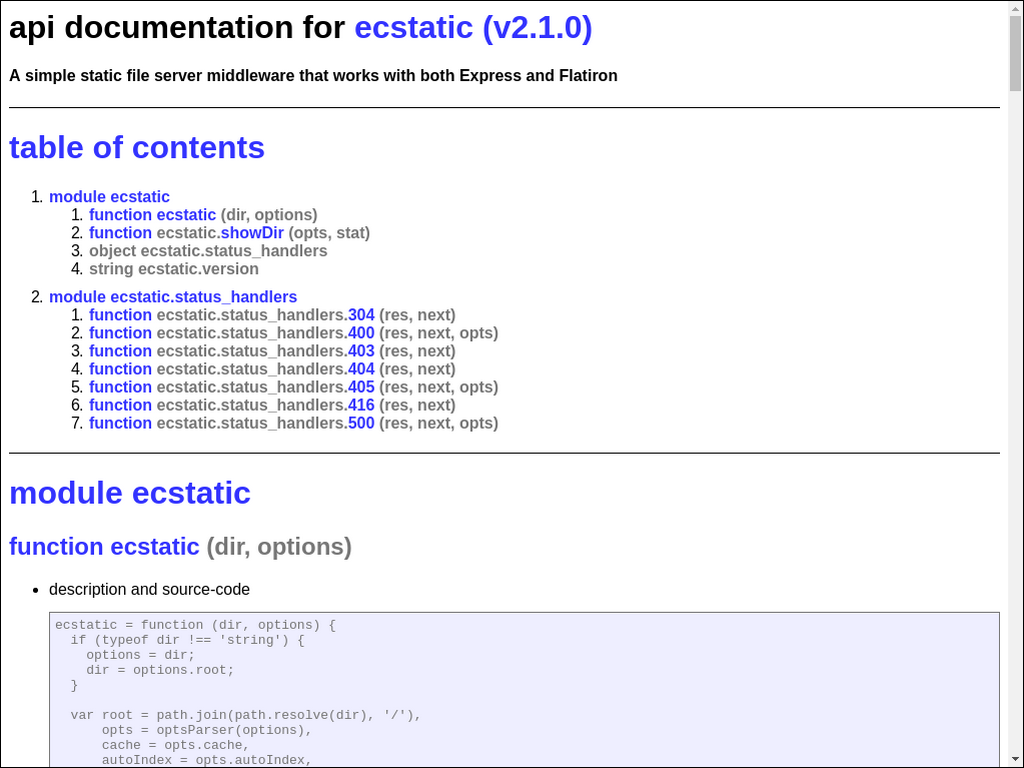 api documentation for ecstatic (v2.1.0)
A simple static file server middleware that works with both Express and Flatiron
table of contents
1. module ecstatic
1. function ecstatic (dir, options)
2. function ecstatic.showDir (opts, stat)
3. object ecstatic.status_handlers
4. string ecstatic.version
2. module ecstatic.status_handlers
1. function ecstatic.status_handlers.304 (res, next)
2. function ecstatic.status_handlers.400 (res, next, opts)
3. function ecstatic.status_handlers.403 (res, next)
4. function ecstatic.status_handlers.404 (res, next)
5. function ecstatic.status_handlers.405 (res, next, opts)
6. function ecstatic.status_handlers.416 (res, next)
7. function ecstatic.status_handlers.500 (res, next, opts)
module ecstatic
function ecstatic (dir, options)
• description and source-code
ecstatic = function (dir, options) {
  if (typeof dir !== 'string') {
    options = dir;
    dir = options.root;
  }
  var root = path.join(path.resolve(dir), '/'),
      opts = optsParser(options),
      cache = opts.cache,
      autoIndex = opts.autoIndex,